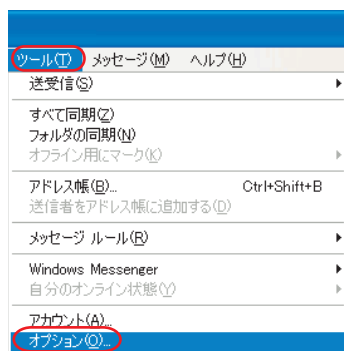 ツール(T) メッセージ(M) ヘルプ(H)
送受信(S)
すべて同期(Z)
フォルダの同期(N)
オフライン用にマーク(K)
アドレス帳(B)... Ctrl+Shift+B
送信者をアドレス帳に追加する(D)
メッセージ ルール(R)
Windows Messenger
自分のオンライン状態(Y)
アカウント(A)...
オプション(O)...